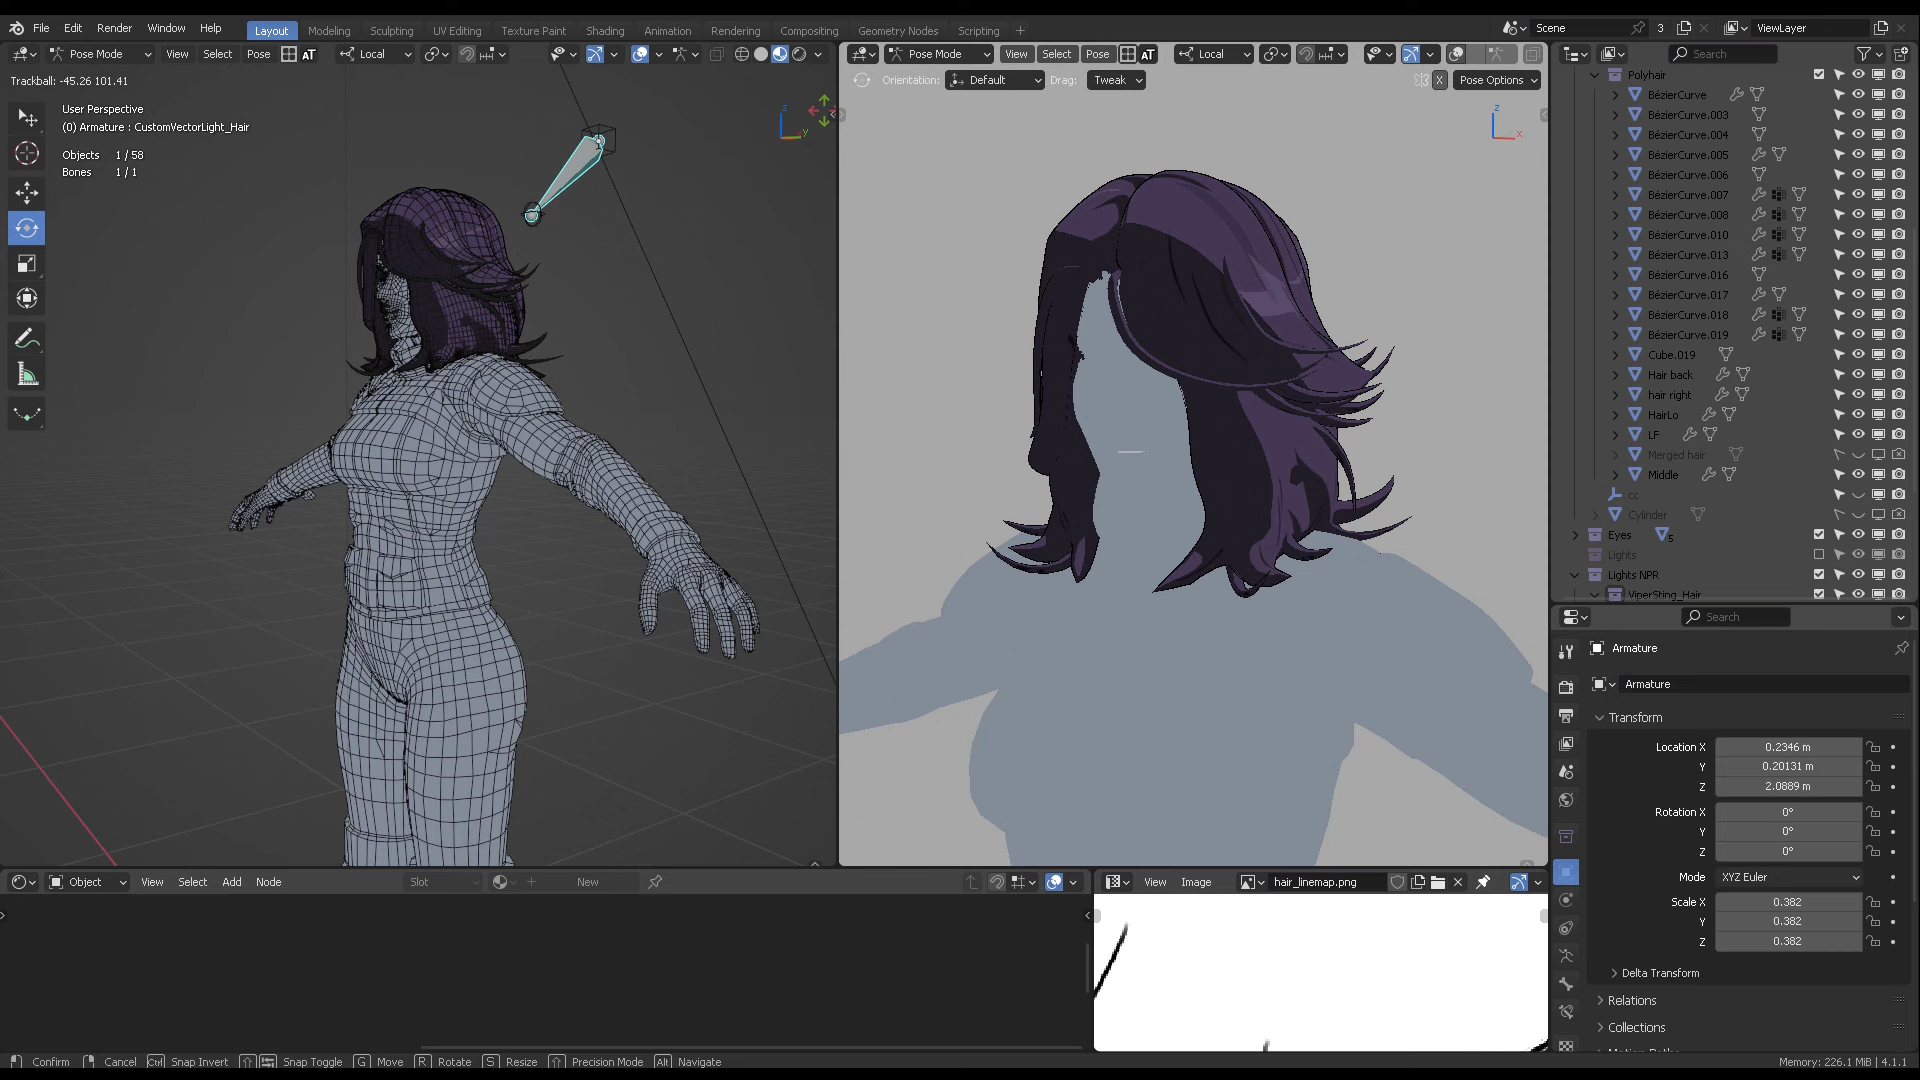 File Edit Render Window Help Layout Modeling Sculpting UV Editing Texture Paint Shading Animation Rendering Compositing Geometry Nodes Scripting + Scene 3 ViewLayer
Pose Mode View Select Pose AT Local
Pose Mode View Select Pose AT Local
Search
Trackball: -45.26 101.41
Orientation: Default Drag: Tweak X Pose Options
User Perspective
(0) Armature : CustomVectorLight_Hair
Objects 1 / 58
Bones 1 / 1
z
y
z
x
Polyhair
BézierCurve
BézierCurve.003
BézierCurve.004
BézierCurve.005
BézierCurve.006
BézierCurve.007
BézierCurve.008
BézierCurve.010
BézierCurve.013
BézierCurve.016
BézierCurve.017
BézierCurve.018
BézierCurve.019
Cube.019
Hair back
hair right
HairLo
LF
Merged hair
Middle
cc
Cylinder
Eyes 5
Lights
Lights NPR
ViperSting_Hair
Search
Armature
Armature
Transform
Location X 0.2346 m
Y 0.20131 m
Z 2.0889 m
Rotation X 0°
Y 0°
Z 0°
Mode XYZ Euler
Scale X 0.382
Y 0.382
Z 0.382
Delta Transform
Relations
Collections
Object View Select Add Node Slot New
View Image hair_linemap.png
Confirm Cancel Ctrl Snap Invert Snap Toggle G Move R Rotate S Resize Precision Mode Alt Navigate
Memory: 226.1 MiB | 4.1.1